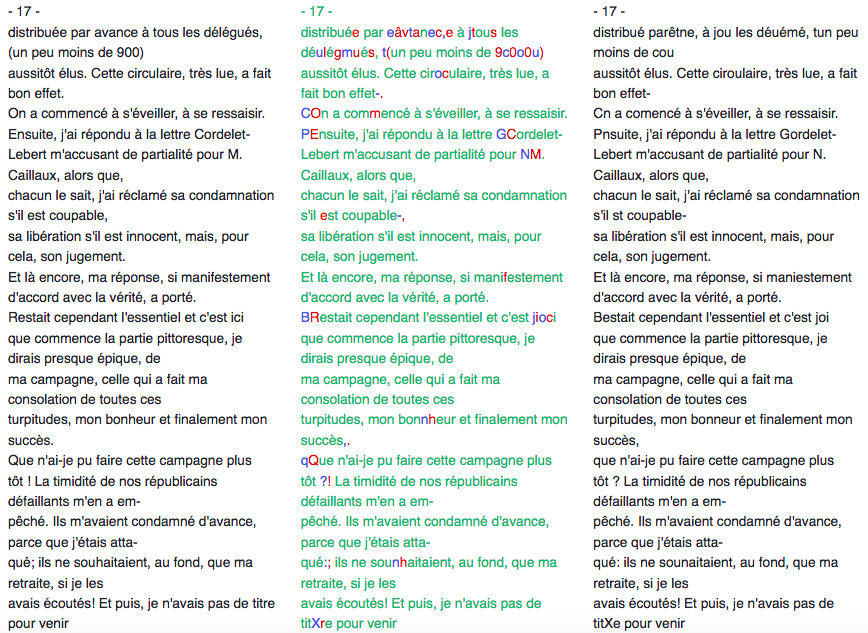 - 17 -
distribuée par avance à tous les délégués,
(un peu moins de 900)
aussitôt élus. Cette circulaire, très lue, a fait
bon effet.
On a commencé à s'éveiller, à se ressaisir.
Ensuite, j'ai répondu à la lettre Cordelet-
Lebert m'accusant de partialité pour M.
Caillaux, alors que,
chacun le sait, j'ai réclamé sa condamnation
s'il est coupable,
sa libération s'il est innocent, mais, pour
cela, son jugement.
Et là encore, ma réponse, si manifestement
d'accord avec la vérité, a porté.
Restait cependant l'essentiel et c'est ici
que commence la partie pittoresque, je
dirais presque épique, de
ma campagne, celle qui a fait ma
consolation de toutes ces
turpitudes, mon bonheur et finalement mon
succès.
Que n'ai-je pu faire cette campagne plus
tôt ! La timidité de nos républicains
défaillants m'en a em-
pêché. Ils m'avaient condamné d'avance,
parce que j'étais atta-
qué; ils ne souhaitaient, au fond, que ma
retraite, si je les
avais écoutés! Et puis, je n'avais pas de titre
pour venir
- 17 -
distribuée par eâvtanec,e à jtous les
déulégmués, t(un peu moins de 9c0o0u)
aussitôt élus. Cette ciroculaire, très lue, a
fait bon effet-.
COn a commencé à s'éveiller, à se ressaisir.
PEnsuite, j'ai répondu à la lettre GCordelet-
Lebert m'accusant de partialité pour NM.
Caillaux, alors que,
chacun le sait, j'ai réclamé sa condamnation
s'il est coupable-,
sa libération s'il est innocent, mais, pour
cela, son jugement.
Et là encore, ma réponse, si manifestement
d'accord avec la vérité, a porté.
BRestait cependant l'essentiel et c'est jioci
que commence la partie pittoresque, je
dirais presque épique, de
ma campagne, celle qui a fait ma
consolation de toutes ces
turpitudes, mon bonnheur et finalement mon
succès,.
qQue n'ai-je pu faire cette campagne plus
tôt ?! La timidité de nos républicains
défaillants m'en a em-
pêché. Ils m'avaient condamné d'avance,
parce que j'étais atta-
qué:; ils ne sounhaitaient, au fond, que ma
retraite, si je les
avais écoutés! Et puis, je n'avais pas de
titXre pour venir
- 17 -
distribué parêtne, à jou les déuémé, tun peu
moins de cou
aussitôt élus. Cette ciroulaire, très lue, a fait
bon effet-
Cn a comencé à s'éveiller, à se ressaisir.
Pnsuite, j'ai répondu à la lettre Gordelet-
Lebert m'accusant de partialité pour N.
Caillaux, alors que,
chacun le sait, j'ai réclamé sa condamnation
s'il st coupable-
sa libération s'il est innocent, mais, pour
cela, son jugement.
Et là encore, ma réponse, si maniestement
d'accord avec la vérité, a porté.
Bestait cependant l'essentiel et c'est joi
que commence la partie pittoresque, je
dirais presque épique, de
ma campagne, celle qui a fait ma
consolation de toutes ces
turpitudes, mon bonneur et finalement mon
succès,
que n'ai-je pu faire cette campagne plus
tôt ? La timidité de nos républicains
défaillants m'en a em-
pêché. Ils m'avaient condamné d'avance,
parce que j'étais atta-
qué: ils ne sounaitaient, au fond, que ma
retraite, si je les
avais écoutés! Et puis, je n'avais pas de
titXe pour venir